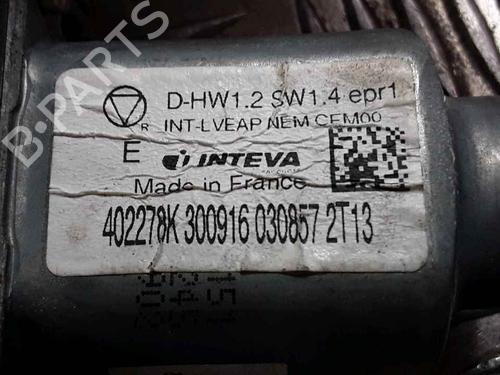 B-PARTS
D-HW1.2 SW1.4 epr1
R INT-LVEAP NEM CEM00
E INTEVA
Made in France
402278K 300916 030857 2T13